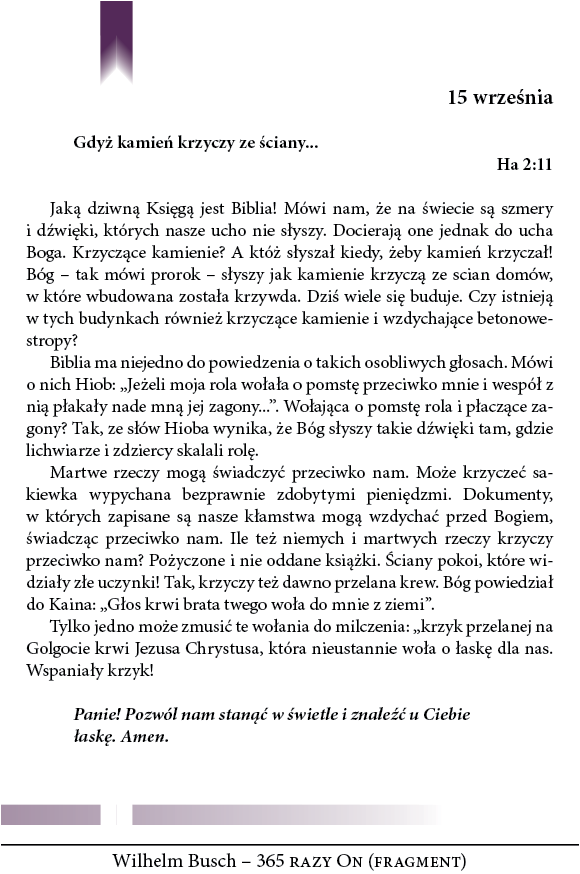 15 września
Gdyż kamień krzyczy ze ściany...
Ha 2:11
Jaką dziwną Księgą jest Biblia! Mówi nam, że na świecie są szmery
i dźwięki, których nasze ucho nie słyszy. Docierają one jednak do ucha
Boga. Krzyczące kamienie? A któż słyszał kiedy, żeby kamień krzyczał!
Bóg – tak mówi prorok – słyszy jak kamienie krzyczą ze scian domów,
w które wbudowana została krzywda. Dziś wiele się buduje. Czy istnieją
w tych budynkach również krzyczące kamienie i wzdychające betonowe-
stropy?
Biblia ma niejedno do powiedzenia o takich osobliwych głosach. Mówi
o nich Hiob: „Jeżeli moja rola wołała o pomstę przeciwko mnie i wespół z
nią płakały nade mną jej zagony...”. Wołająca o pomstę rola i płaczące za-
gony? Tak, ze słów Hioba wynika, że Bóg słyszy takie dźwięki tam, gdzie
lichwiarze i zdziercy skalali rolę.
Martwe rzeczy mogą świadczyć przeciwko nam. Może krzyczeć sa-
kiewka wypychana bezprawnie zdobytymi pieniędzmi. Dokumenty,
w których zapisane są nasze kłamstwa mogą wzdychać przed Bogiem,
świadcząc przeciwko nam. Ile też niemych i martwych rzeczy krzyczy
przeciwko nam? Pożyczone i nie oddane książki. Ściany pokoi, które wi-
działy złe uczynki! Tak, krzyczy też dawno przelana krew. Bóg powiedział
do Kaina: „Głos krwi brata twego woła do mnie z ziemi”.
Tylko jedno może zmusić te wołania do milczenia: „krzyk przelanej na
Golgocie krwi Jezusa Chrystusa, która nieustannie woła o łaskę dla nas.
Wspaniały krzyk!
Panie! Pozwól nam stanąć w świetle i znaleźć u Ciebie
łaskę. Amen.
Wilhelm Busch – 365 RAZY ON (FRAGMENT)